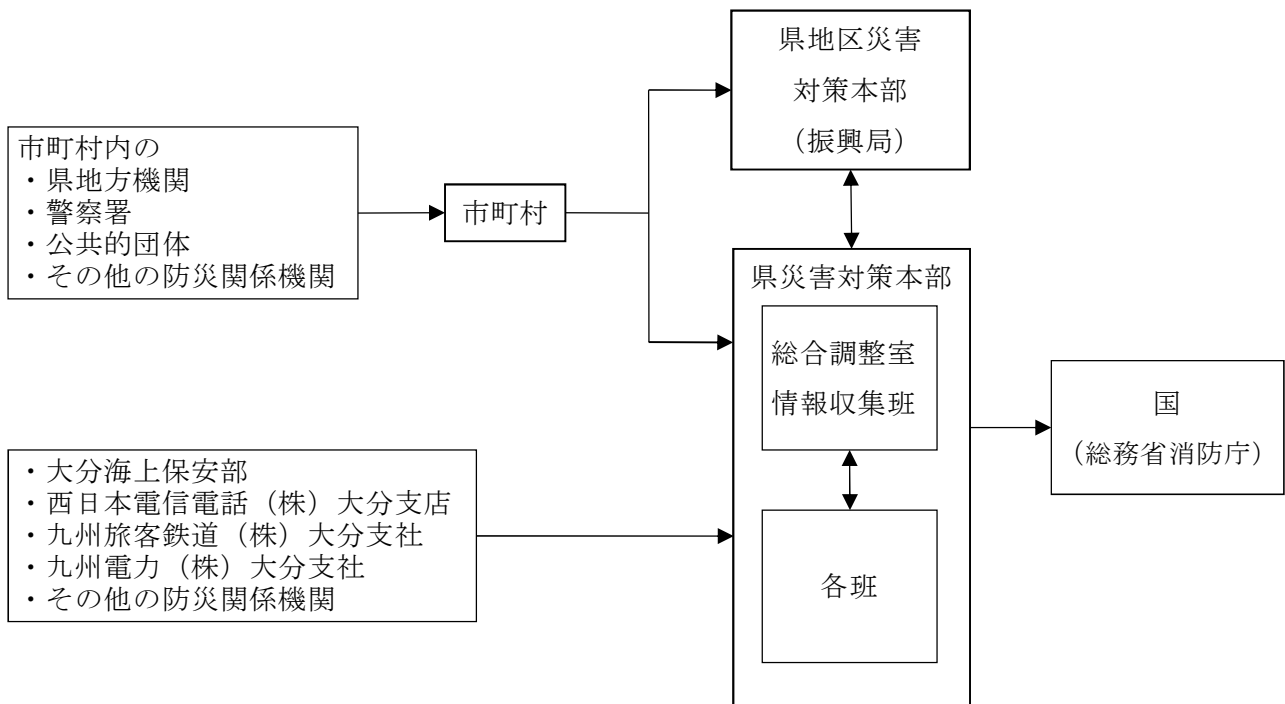 県地区災害
対策本部
（振興局）
市町村内の
・県地方機関
・警察署
・公共的団体
・その他の防災関係機関
市町村
県災害対策本部
総合調整室
情報収集班
国
（総務省消防庁）
・大分海上保安部
・西日本電信電話（株）大分支店
・九州旅客鉄道（株）大分支社
・九州電力（株）大分支社
・その他の防災関係機関
各班